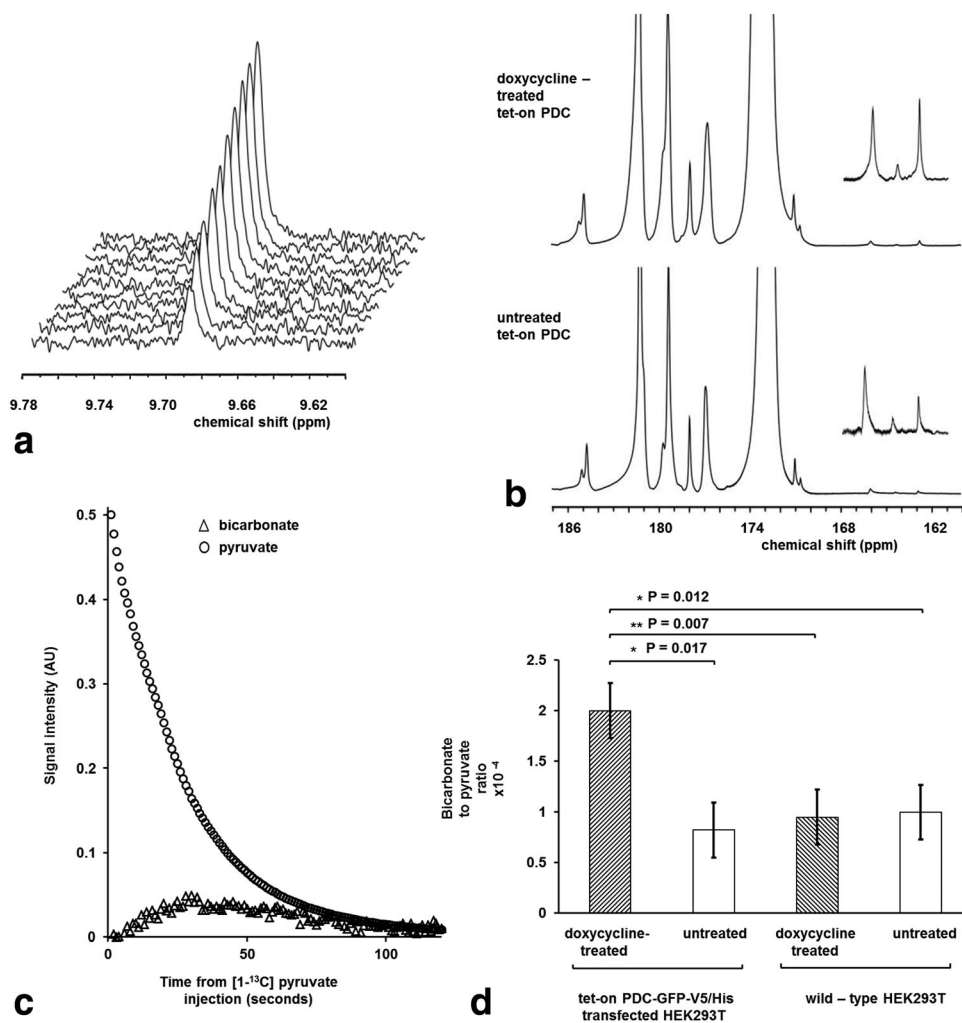 9.78 9.74 9.70 9.66 9.62
chemical shift (ppm)
a
doxycycline –
treated
tet-on PDC
untreated
tet-on PDC
186 180 174 168 162
chemical shift (ppm)
b
0.5
0.4
0.3
0.2
0.1
0
Signal intensity (AU)
bicarbonate
pyruvate
0 50 100
Time from [1-¹³C] pyruvate
injection (seconds)
c
* P = 0.012
** P = 0.007
* P = 0.017
2.5
2
1.5
1
0.5
0
Bicarbonate
to pyruvate
ratio
x10 ⁻⁴
doxycycline-
treated
untreated
doxycycline
treated
untreated
tet-on PDC-GFP-V5/His
transfected HEK293T
wild – type HEK293T
d